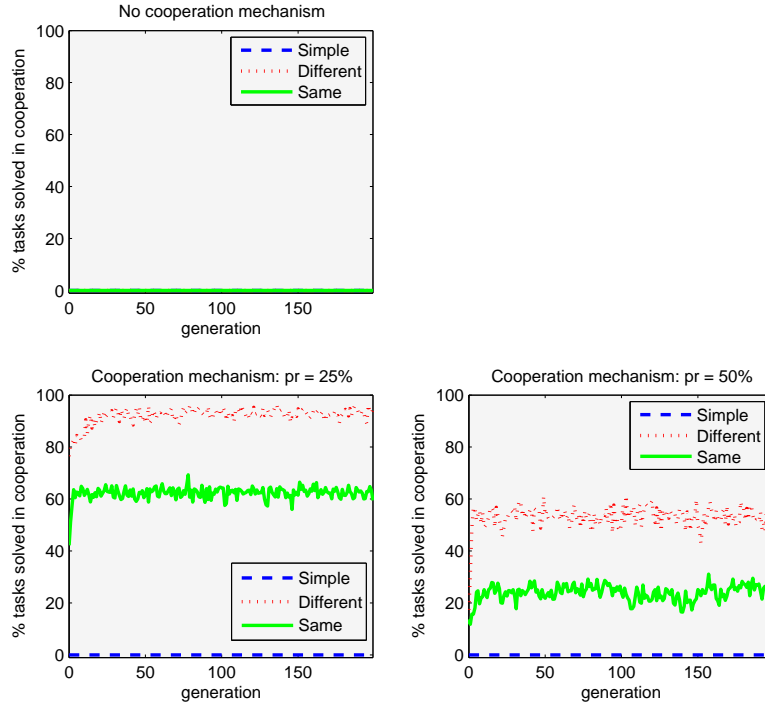 No cooperation mechanism
% tasks solved in cooperation
100
80
60
40
20
0
0 50 100 150
generation
Simple
Different
Same
Cooperation mechanism: pr = 25%
% tasks solved in cooperation
100
80
60
40
20
0
0 50 100 150
generation
Simple
Different
Same
Cooperation mechanism: pr = 50%
% tasks solved in cooperation
100
80
60
40
20
0
0 50 100 150
generation
Simple
Different
Same